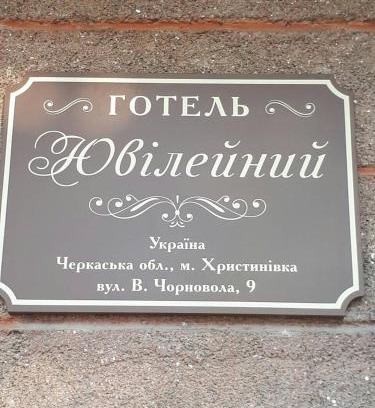 ГОТЕЛЬ
Ювілейний
Україна
Черкаська обл., м. Христинівка
вул. В. Чорновола, 9